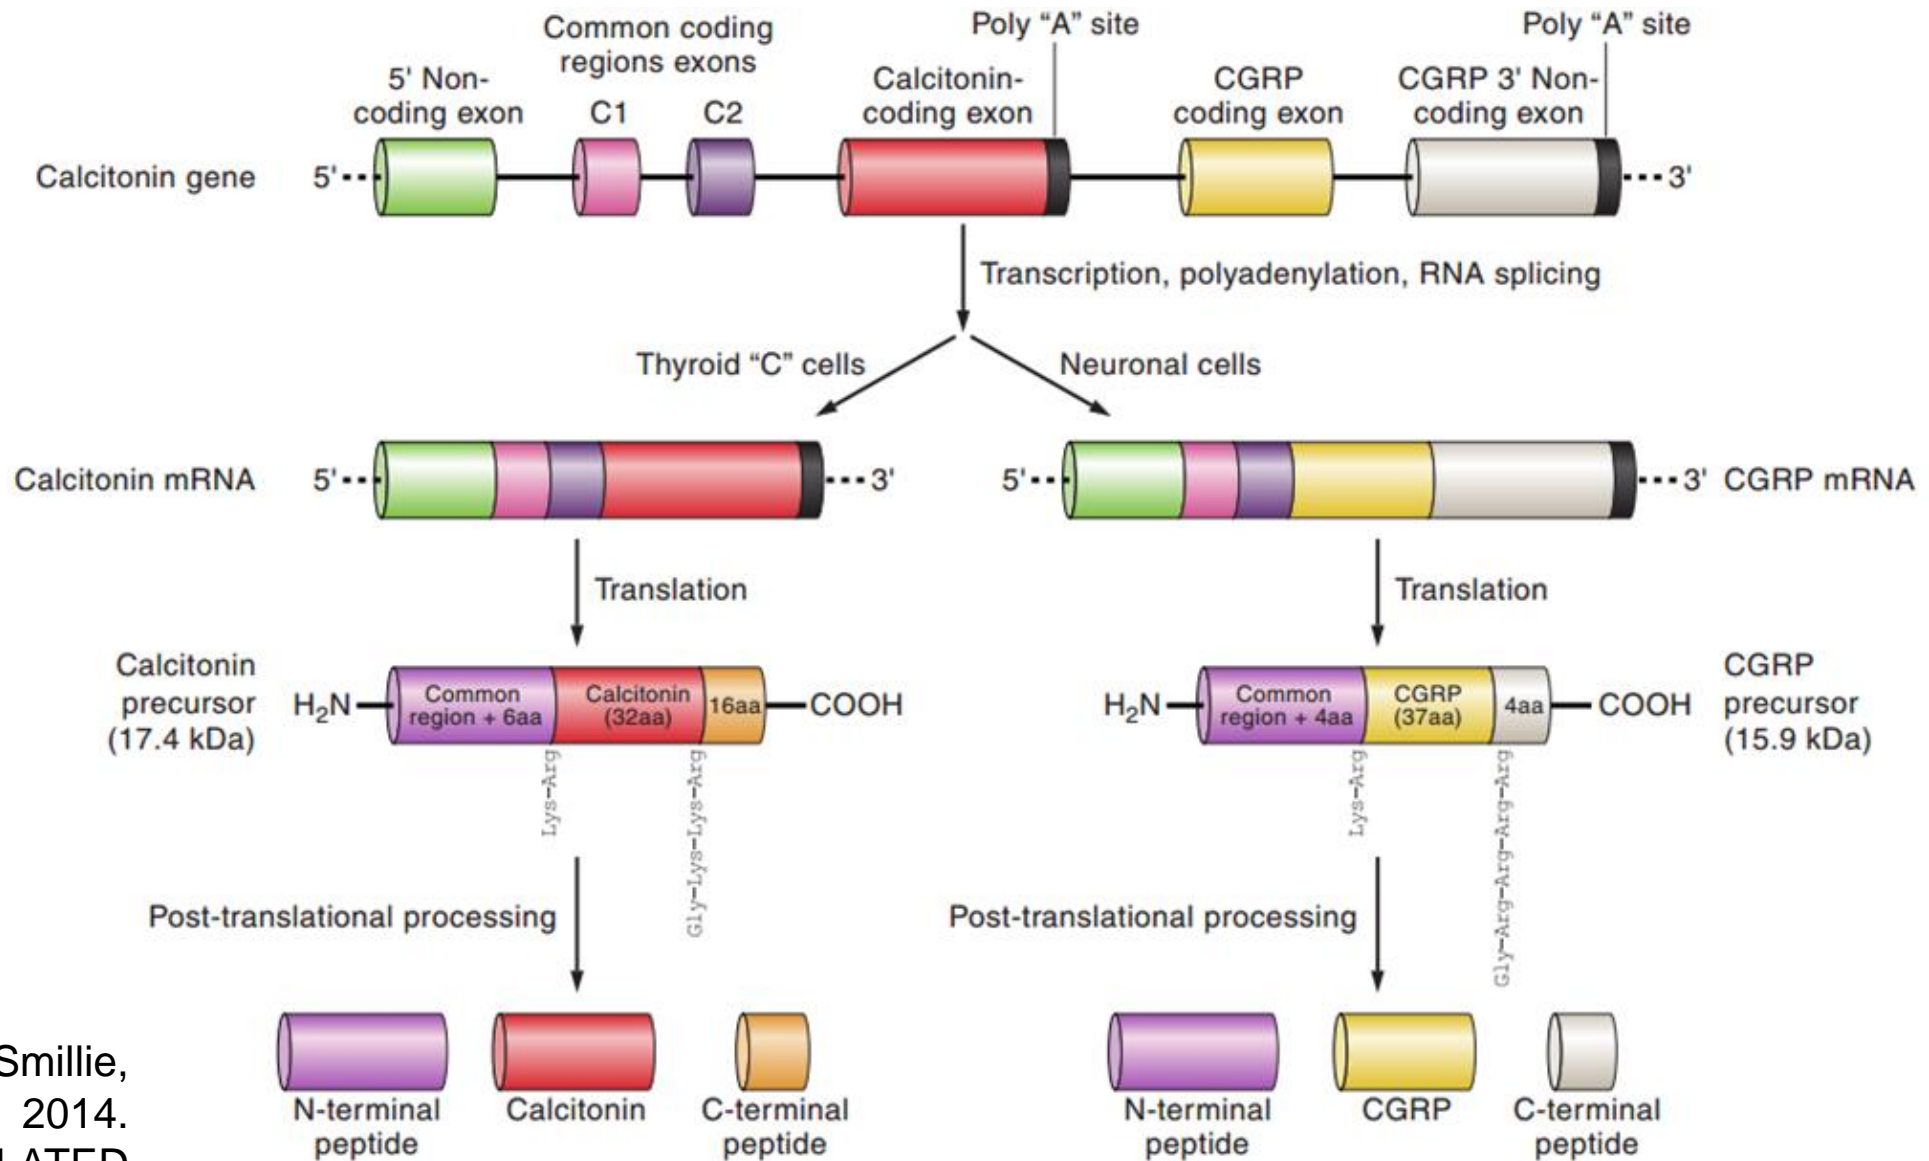 Common coding
regions exons
Poly “A” site
Poly “A” site
5' Non-
coding exon
C1
C2
Calcitonin-
coding exon
CGRP
coding exon
CGRP 3' Non-
coding exon
Calcitonin gene
5'
3'
Transcription, polyadenylation, RNA splicing
Thyroid “C” cells
Neuronal cells
Calcitonin mRNA
5'
3'
5'
3'
CGRP mRNA
Translation
Translation
Calcitonin
precursor
(17.4 kDa)
H2N
Common
region + 6aa
Calcitonin
(32aa)
16aa
COOH
H2N
Common
region + 4aa
CGRP
(37aa)
4aa
COOH
CGRP
precursor
(15.9 kDa)
Lys–Arg
Gly–Lys–Lys–Arg
Lys–Arg
Gly–Arg–Arg–Arg–Arg
Post-translational processing
Post-translational processing
N-terminal
peptide
Calcitonin
C-terminal
peptide
N-terminal
peptide
CGRP
C-terminal
peptide
Smillie,
2014.